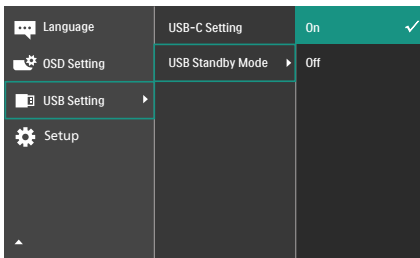 Language
OSD Setting
USB Setting
Setup
USB-C Setting
USB Standby Mode
On
Off